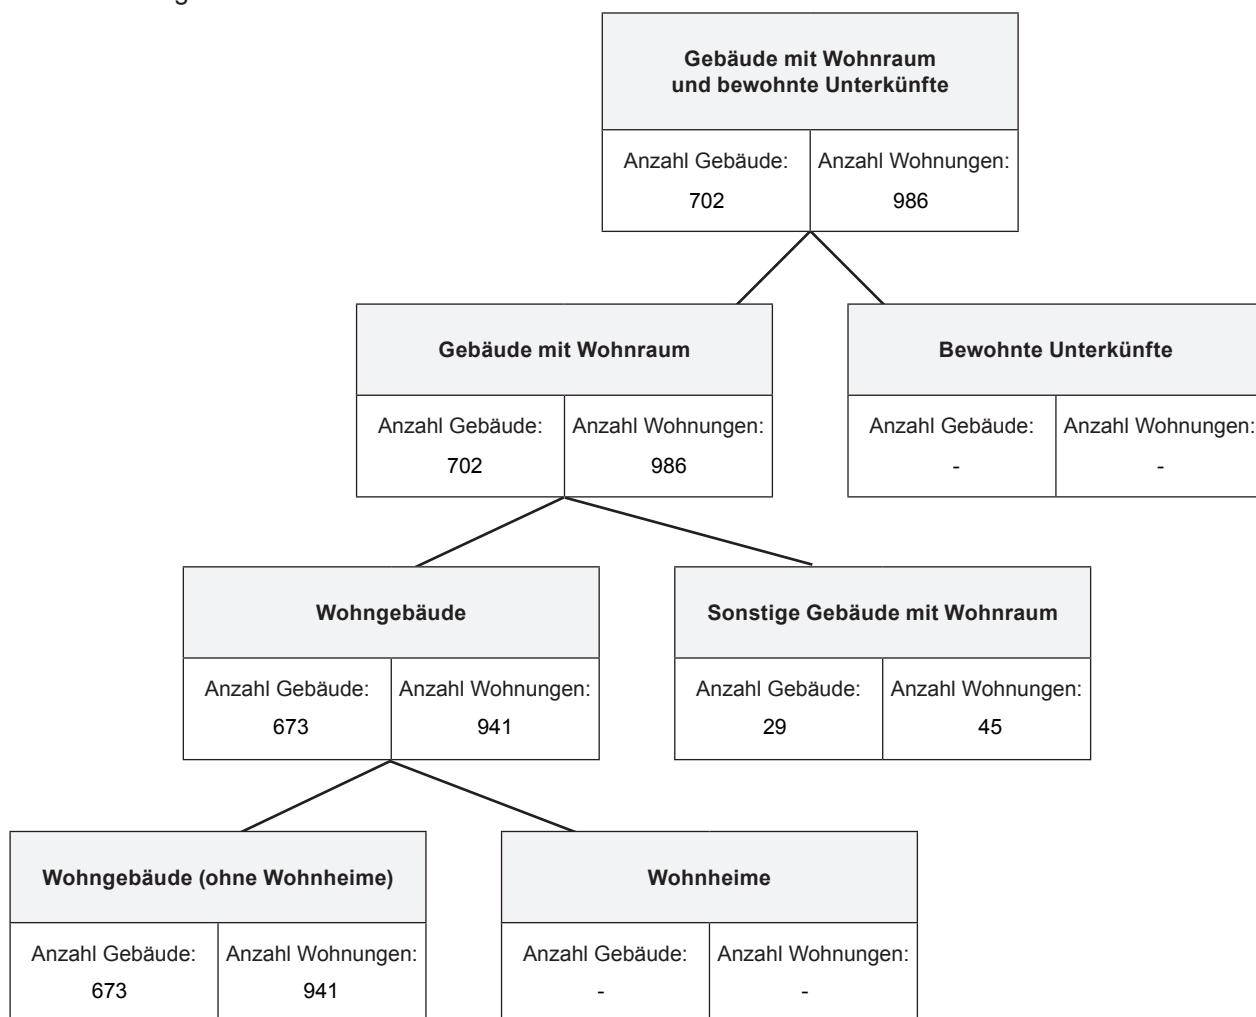 Gebäude mit Wohnraum
und bewohnte Unterkünfte
Anzahl Gebäude: Anzahl Wohnungen:
702 986
Gebäude mit Wohnraum
Anzahl Gebäude: Anzahl Wohnungen:
702 986
Bewohnte Unterkünfte
Anzahl Gebäude: Anzahl Wohnungen:
- -
Wohngebäude
Anzahl Gebäude: Anzahl Wohnungen:
673 941
Sonstige Gebäude mit Wohnraum
Anzahl Gebäude: Anzahl Wohnungen:
29 45
Wohngebäude (ohne Wohnheime)
Anzahl Gebäude: Anzahl Wohnungen:
673 941
Wohnheime
Anzahl Gebäude: Anzahl Wohnungen:
- -